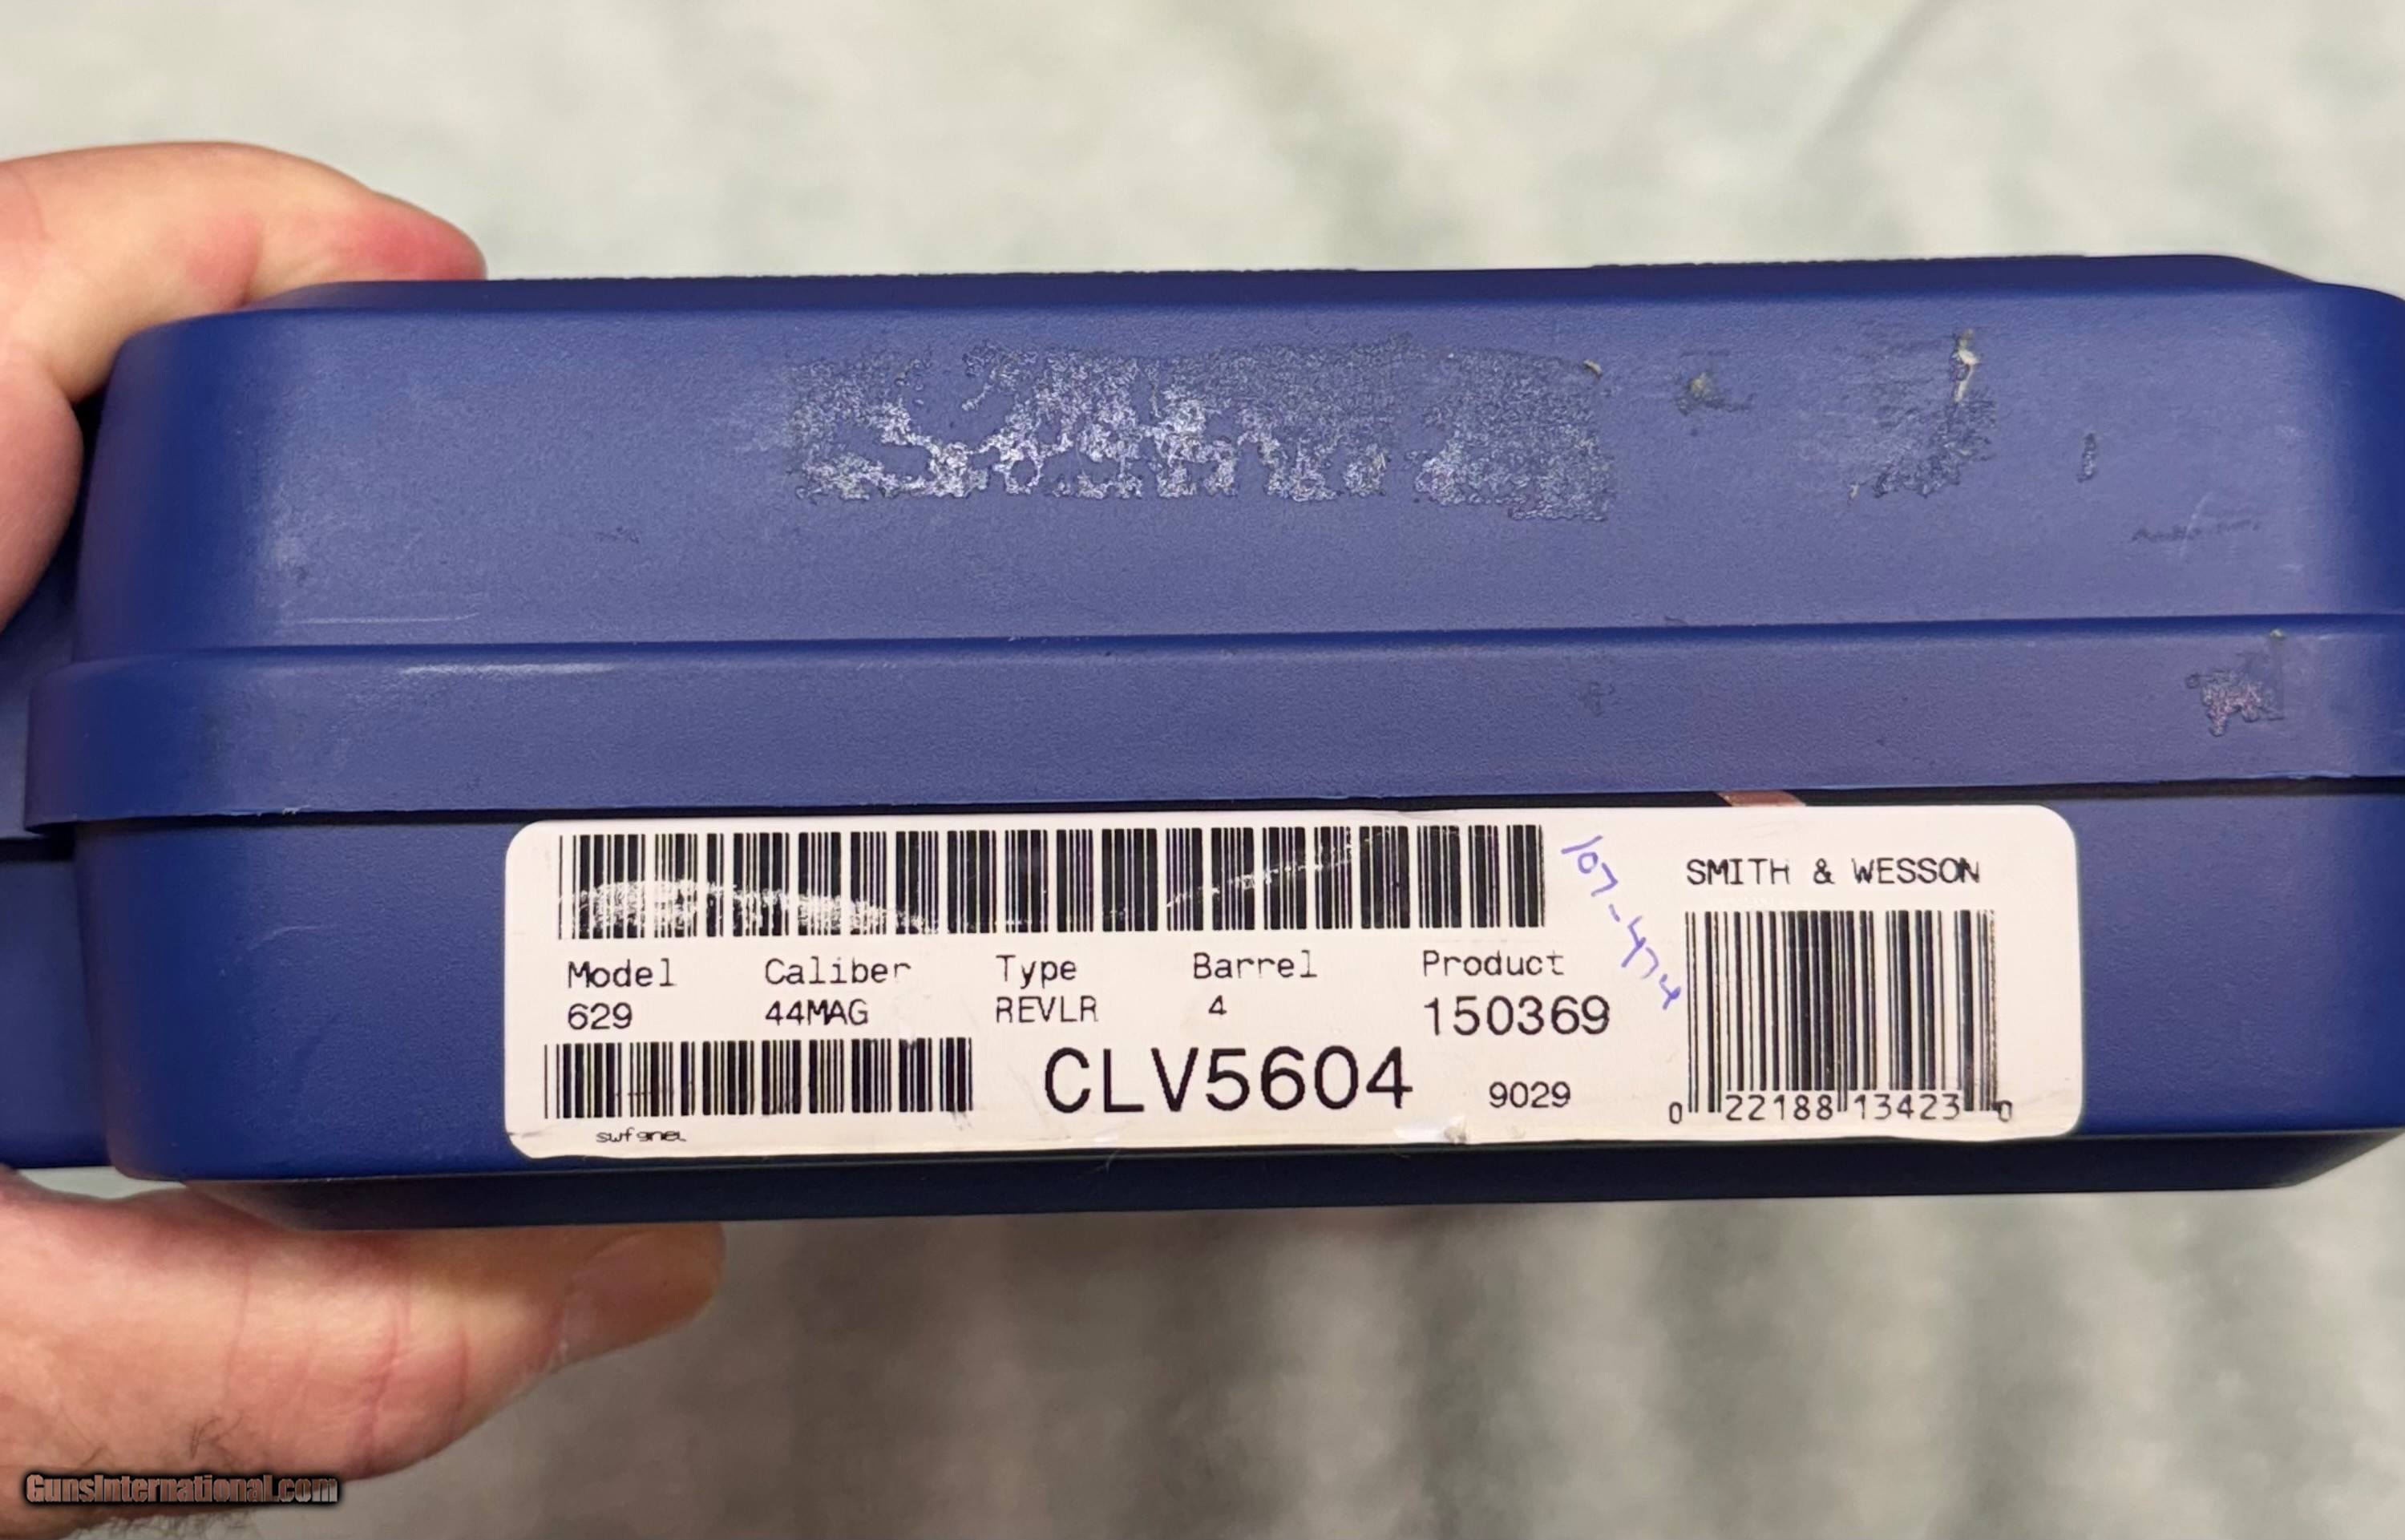 107-474
SMITH & WESSON
Model Caliber Type Barrel Product
629 44MAG REVLR 4 150369
CLV5604 9029
swfgnel
0 22188 13423 0
GunsInternational.com